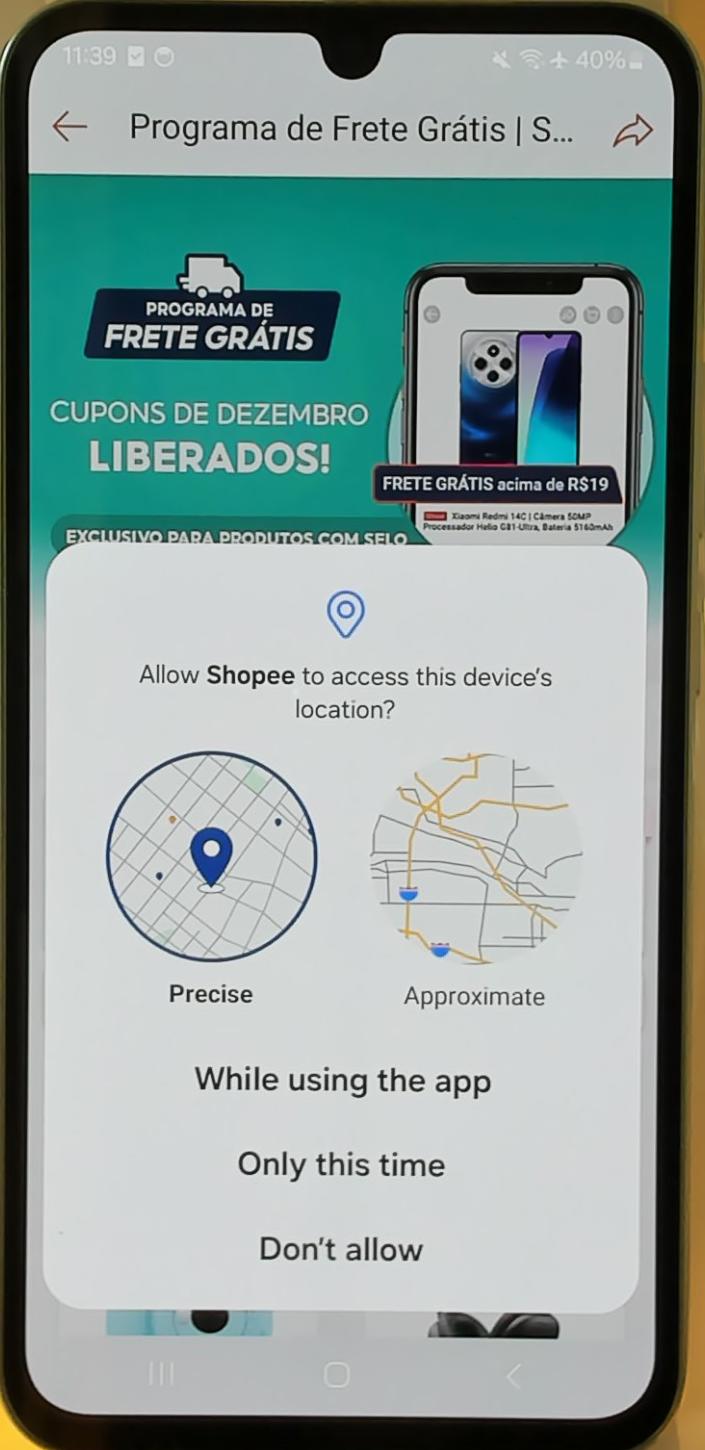 11:39 40%
Programa de Frete Grátis | S...
PROGRAMA DE
FRETE GRÁTIS
CUPONS DE DEZEMBRO
LIBERADOS!
FRETE GRÁTIS acima de R$19
Xiaomi Redmi 14C | Câmera 50MP
Processador Helio G81-Ultra, Bateria 5160mAh
EXCLUSIVO PARA PRODUTOS COM SELO
Allow Shopee to access this device's
location?
Precise
Approximate
While using the app
Only this time
Don't allow